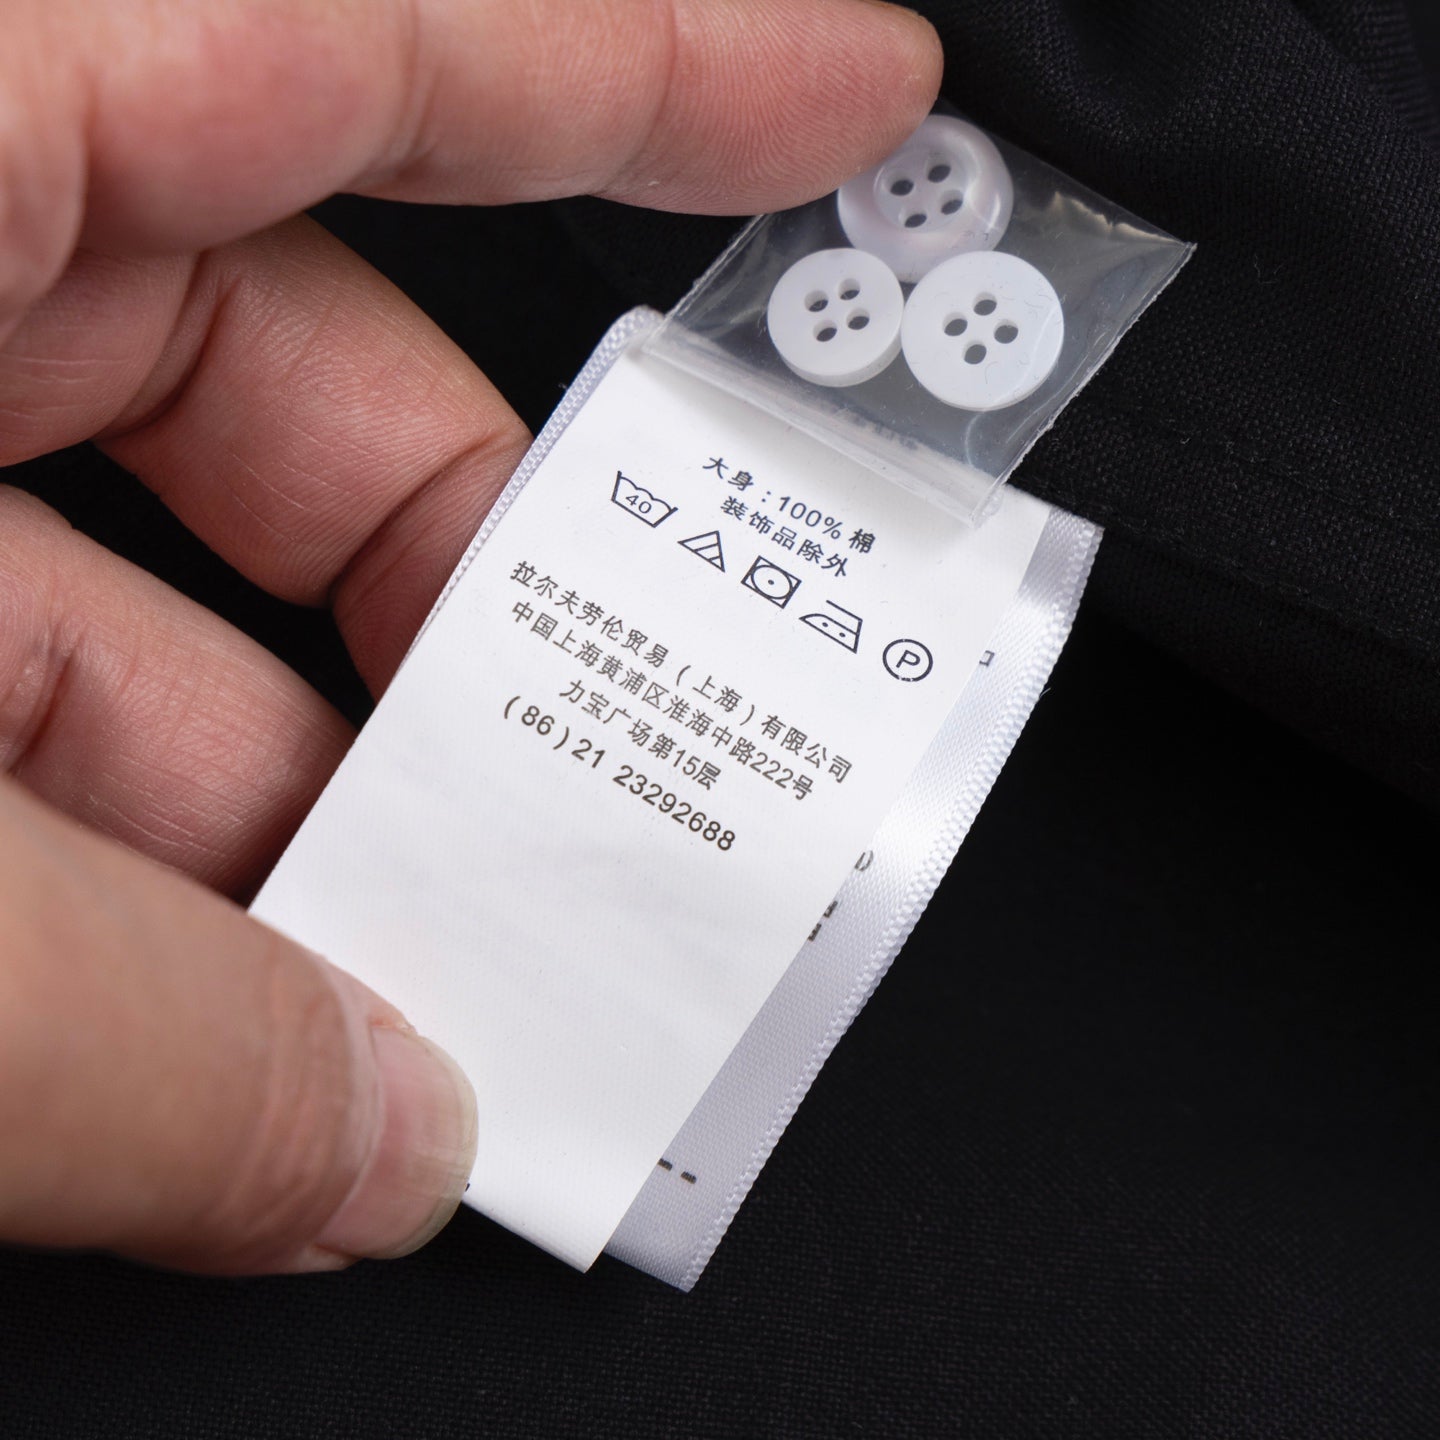 大身：100% 棉
装饰品除外
40
P
拉尔夫劳伦贸易（上海）有限公司
中国上海黄浦区淮海中路222号
力宝广场第15层
(86) 21 23292688